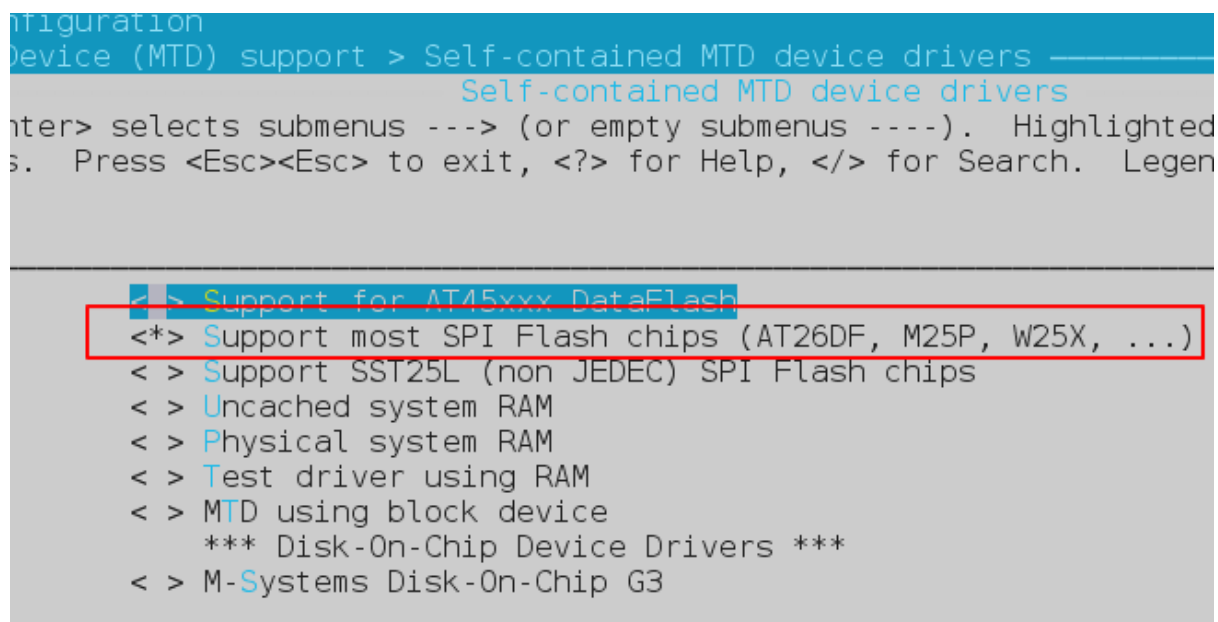 nfiguration
Device (MTD) support > Self-contained MTD device drivers
Self-contained MTD device drivers
nter> selects submenus ---> (or empty submenus ----).  Highlighted
s.  Press <Esc><Esc> to exit, <?> for Help, </> for Search.  Legen
< > Support for AT45xxx DataFlash
<*> Support most SPI Flash chips (AT26DF, M25P, W25X, ...)
< > Support SST25L (non JEDEC) SPI Flash chips
< > Uncached system RAM
< > Physical system RAM
< > Test driver using RAM
< > MTD using block device
*** Disk-On-Chip Device Drivers ***
< > M-Systems Disk-On-Chip G3